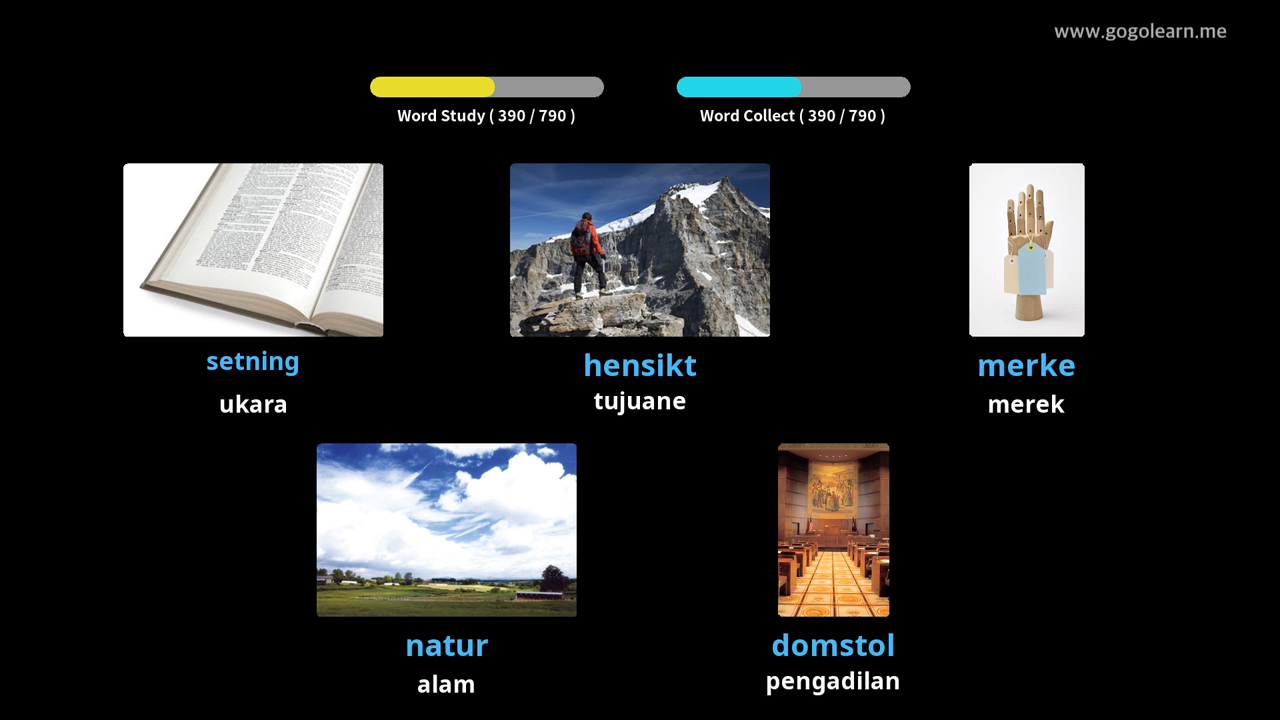 www.gogolearn.me
Word Study ( 390 / 790 )
Word Collect ( 390 / 790 )
setning
ukara
hensikt
tujuane
merke
merek
natur
alam
domstol
pengadilan